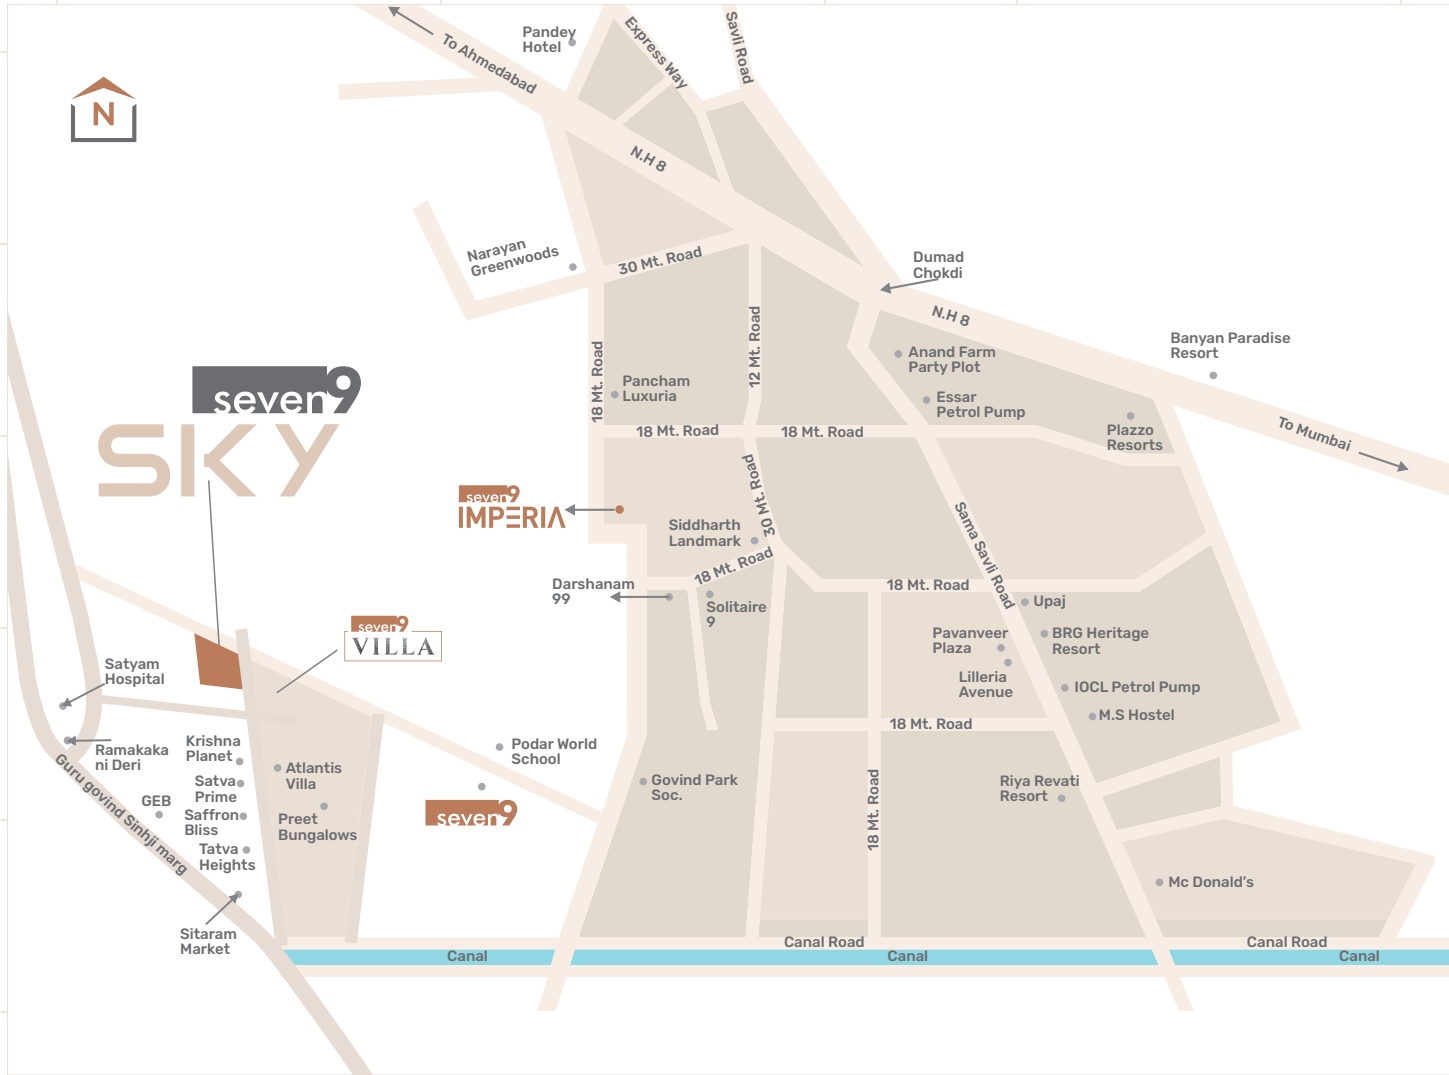 Pandey
Hotel
Express Way
Savli Road
To Ahmedabad
N
N.H 8
Narayan
Greenwoods
30 Mt. Road
Dumad
Chokdi
N.H 8
12 Mt. Road
18 Mt. Road
Banyan Paradise
Resort
Anand Farm
Party Plot
Pancham
Luxuria
Essar
Petrol Pump
seven9
SKY
Plazzo
Resorts
To Mumbai
18 Mt. Road
18 Mt. Road
30 Mt. Road
seven9
IMPERIA
Siddharth
Landmark
Sama Savli Road
18 Mt. Road
Darshanam
99
18 Mt. Road
Solitaire
9
Upaj
seven9
VILLA
Pavanveer
Plaza
BRG Heritage
Resort
Satyam
Hospital
Lilleria
Avenue
IOCL Petrol Pump
M.S Hostel
18 Mt. Road
Ramakaka
ni Deri
Krishna
Planet
Podar World
School
Atlantis
Villa
Satva
Prime
Govind Park
Soc.
Riya Revati
Resort
GEB
Saffron
Bliss
Preet
Bungalows
seven9
18 Mt. Road
Guru govind Sinhji marg
Tatva
Heights
Mc Donald's
Sitaram
Market
Canal Road
Canal Road
Canal
Canal
Canal